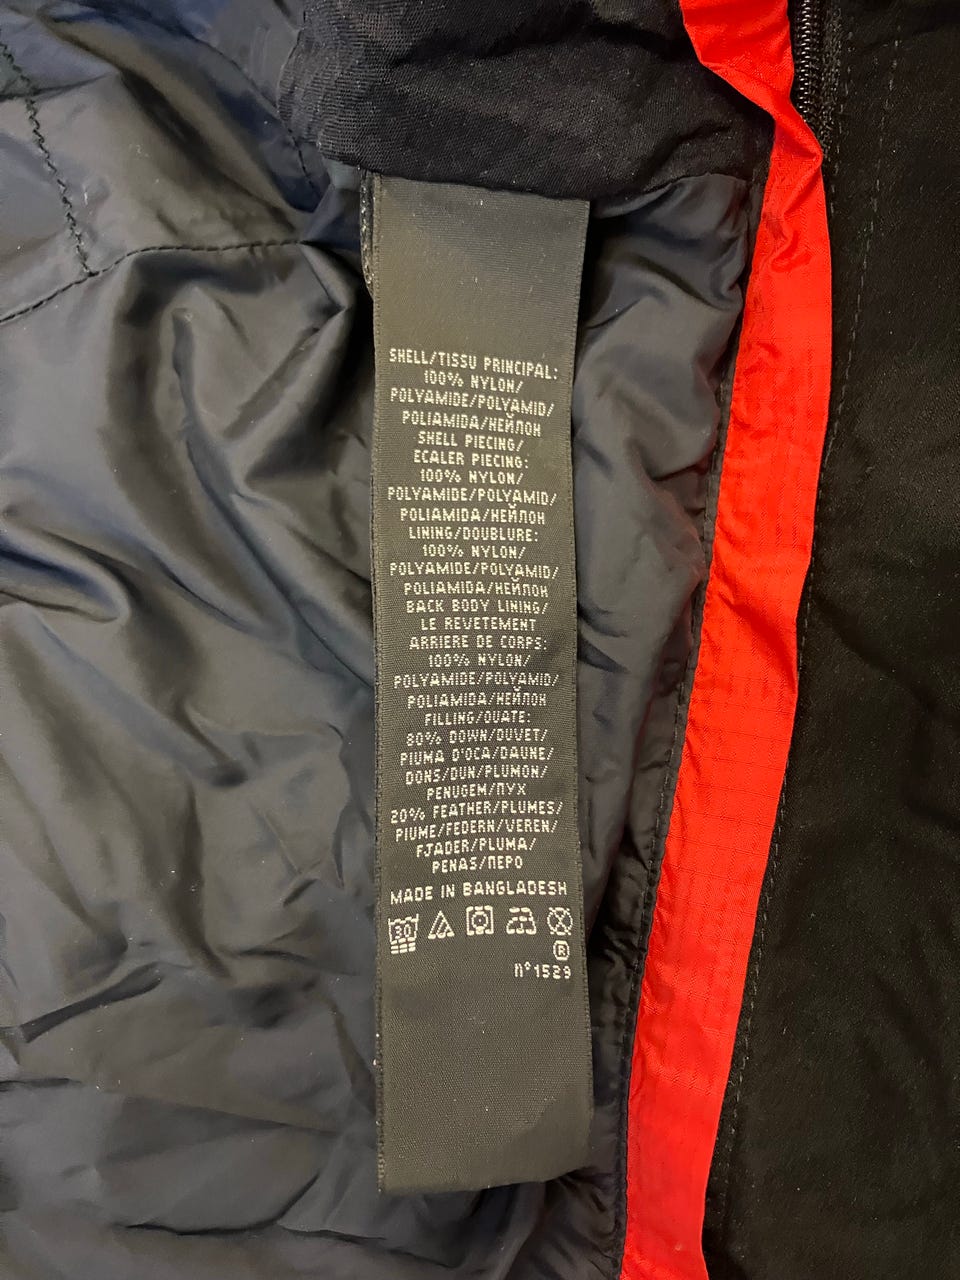 SHELL/TISSU PRINCIPAL:
100% NYLON/
POLYAMIDE/POLYAMID/
POLIAMIDA/НЕЙЛОН
SHELL PIECING/
ECALER PIECING:
100% NYLON/
POLYAMIDE/POLYAMID/
POLIAMIDA/НЕЙЛОН
LINING/DOUBLURE:
100% NYLON/
POLYAMIDE/POLYAMID/
POLIAMIDA/НЕЙЛОН
BACK BODY LINING/
LE REVETEMENT
ARRIERE DE CORPS:
100% NYLON/
POLYAMIDE/POLYAMID/
POLIAMIDA/НЕЙЛОН
FILLING/OUATE:
80% DOWN/DUVET/
PIUMA D'OCA/DAUNE/
DONS/DUN/PLUMON/
PENUGEM/ПУХ
20% FEATHER/PLUMES/
PIUME/FEDERN/VEREN/
FJADER/PLUMA/
PENAS/ПЕРО
MADE IN BANGLADESH
30
®
n°1529